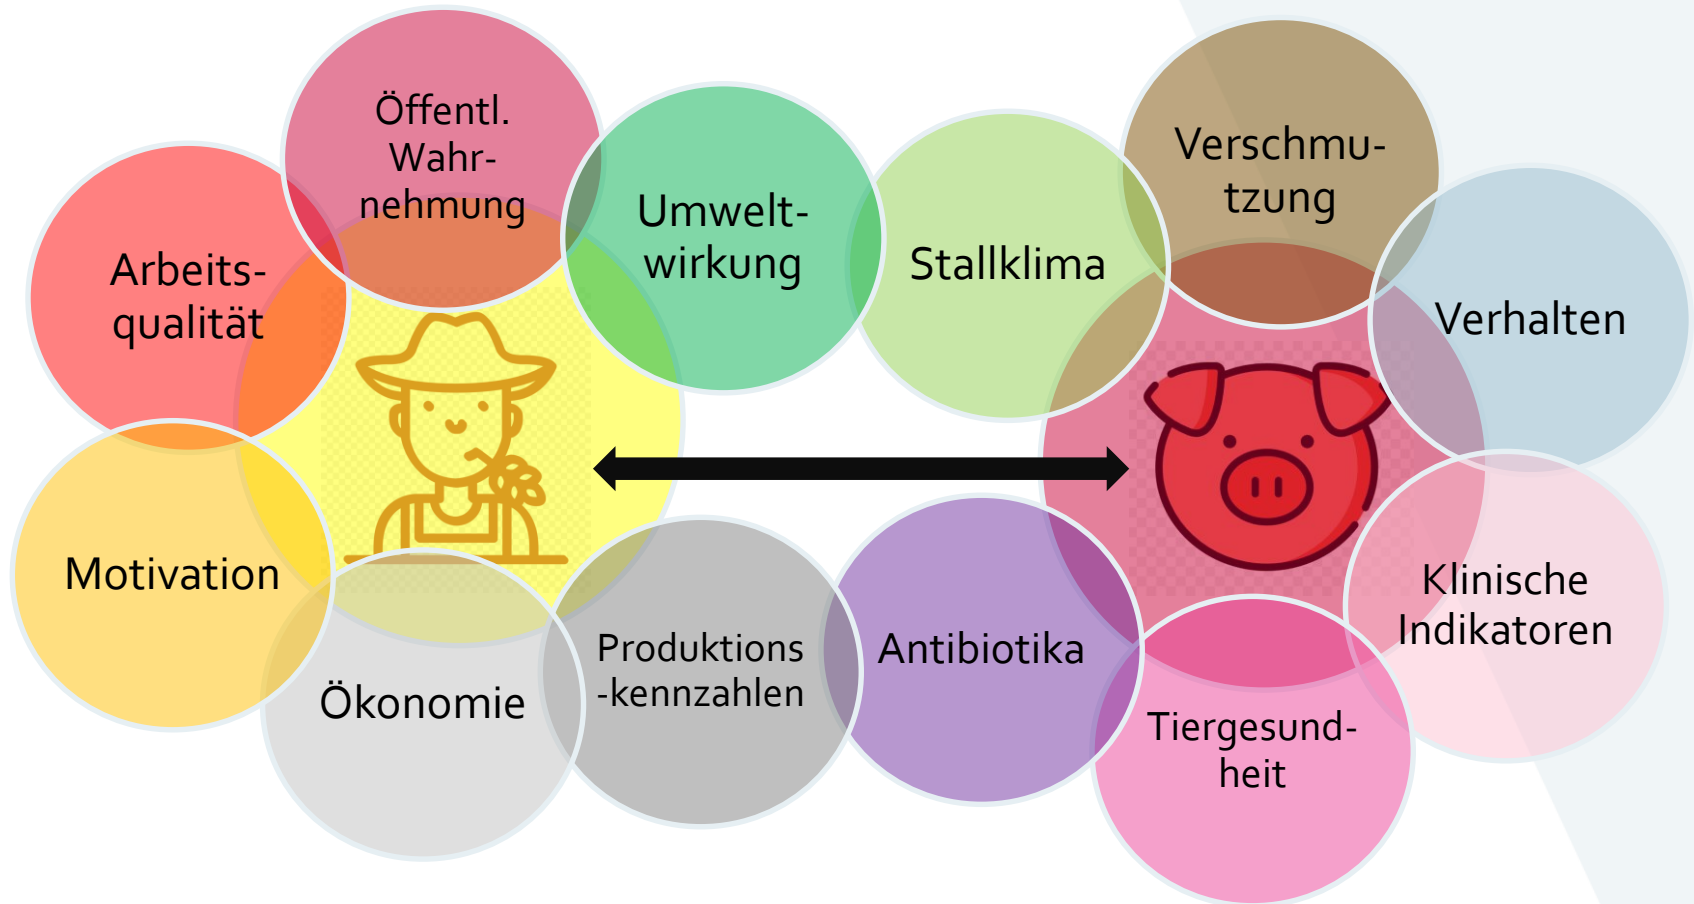 Öffentl.
Wahr-
nehmung
Arbeits-
qualität
Umwelt-
wirkung
Stallklima
Verschmu-
tzung
Verhalten
Motivation
Ökonomie
Produktions
-kennzahlen
Antibiotika
Tiergesund-
heit
Klinische
Indikatoren